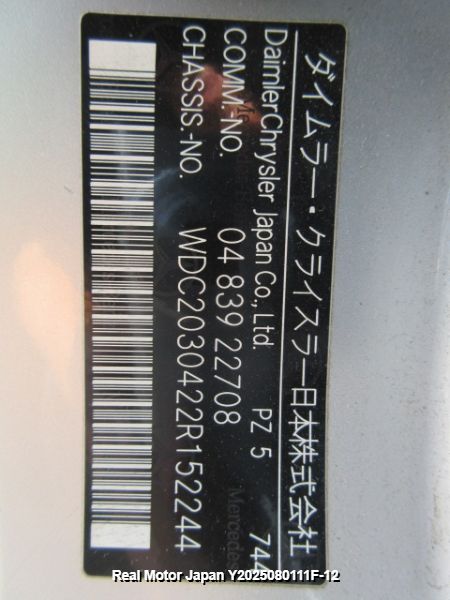 ダイムラー・クライスラー日本株式会社
DaimlerChrysler Japan Co.,Ltd. PZ 5 744
COMM.-NO. 04 839 22708
CHASSIS.-NO. WDC2030422R152244
Mercedes
Real Motor Japan Y2025080111F-12